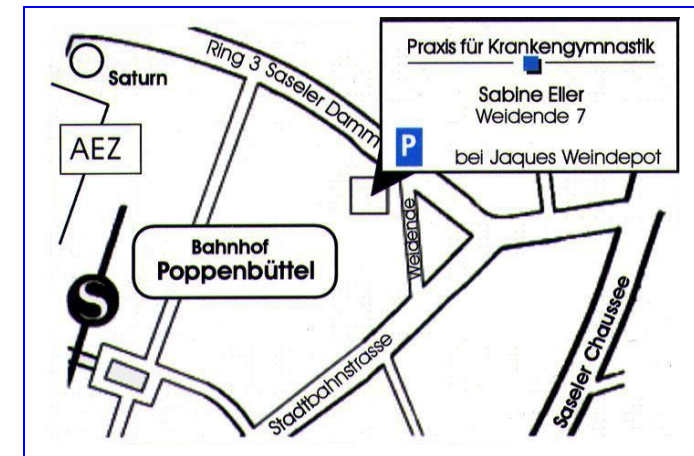 Praxis für Krankengymnastik
Sabine Eller
Weidende 7
P
bei Jaques Weindepot
Ring 3 Saseler Damm
Saturn
AEZ
Weidende
Bahnhof
Poppenbüttel
S
Stadtbahnstrasse
Saseler Chaussee